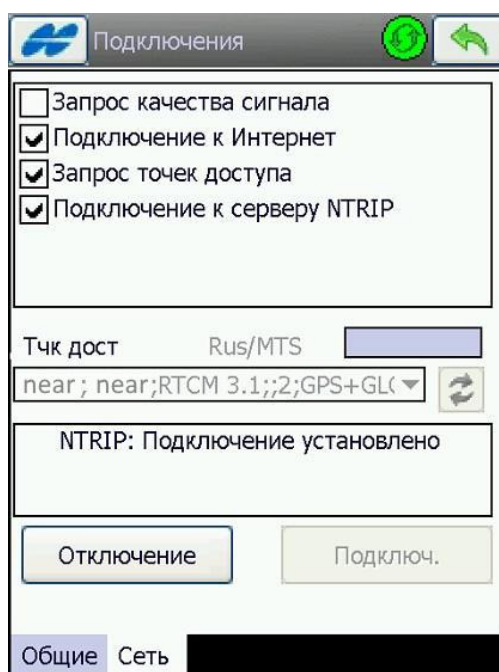 Подключения
Запрос качества сигнала
Подключение к Интернет
Запрос точек доступа
Подключение к серверу NTRIP
Тчк дост Rus/MTS
near ; near;RTCM 3.1;;2;GPS+GL(
NTRIP: Подключение установлено
Отключение Подключ.
Общие Сеть